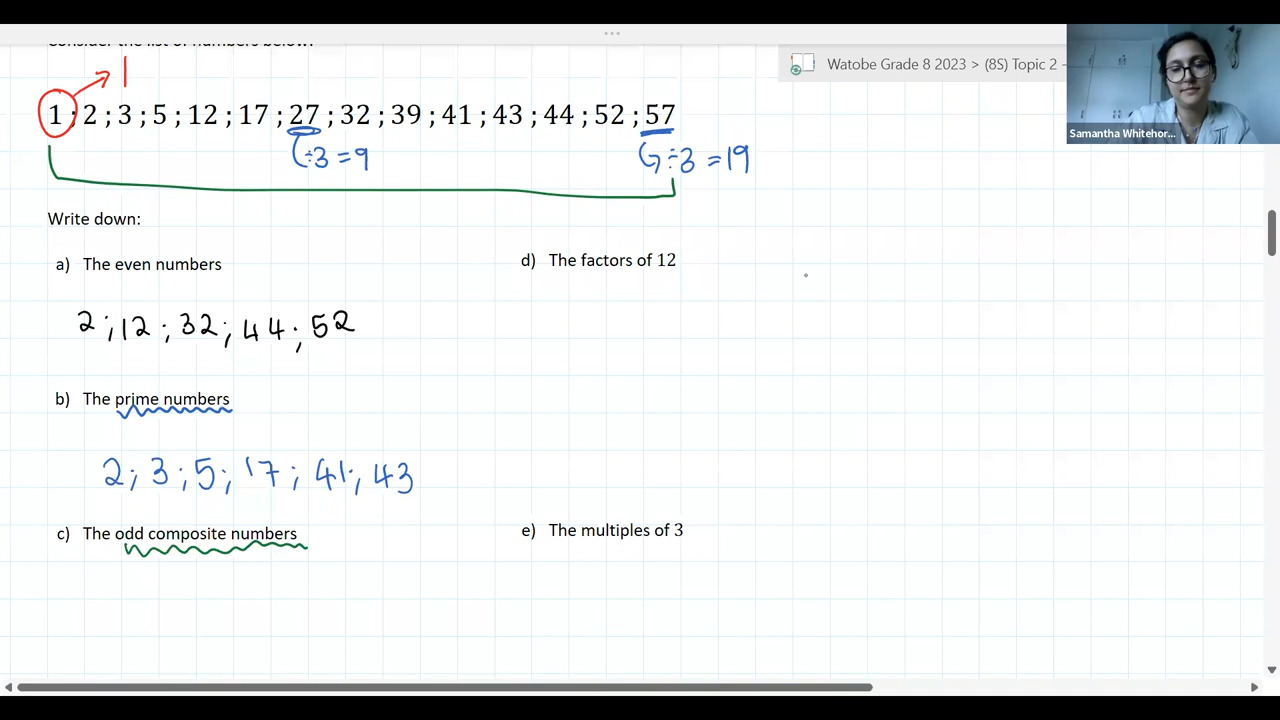 Consider the list of numbers below:
Watobe Grade 8 2023 > (8S) Topic 2 -
1
1 ; 2 ; 3 ; 5 ; 12 ; 17 ; 27 ; 32 ; 39 ; 41 ; 43 ; 44 ; 52 ; 57
÷3 = 9
÷3 = 19
Samantha Whitehor...
Write down:
a) The even numbers
d) The factors of 12
2 ; 12 ; 32 ; 44 ; 52
b) The prime numbers
2 ; 3 ; 5 ; 17 ; 41 ; 43
c) The odd composite numbers
e) The multiples of 3